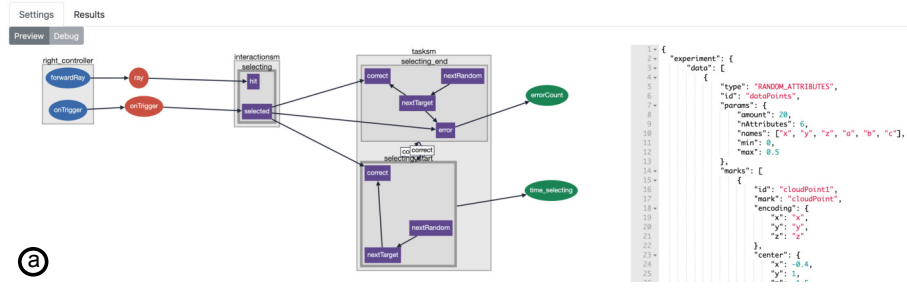 Settings Results
Preview Debug
right_controller
forwardRay
ray
onTrigger
onTrigger
interactionsm
selecting
hit
selected
tasksm
selecting_end
correct
nextRandom
nextTarget
error
correct
correct
nextRandom
nextTarget
errorCount
time_selecting
1 {
2 "experiment": {
3 "data": [
4 {
5 "type": "RANDOM_ATTRIBUTES",
6 "id": "dataPoints",
7 "params": {
8 "amount": 20,
9 "nAttributes": 6,
10 "names": ["x", "y", "z", "a", "b", "c"],
11 "min": 0,
12 "max": 0.5
13 },
14 "marks": [
15 {
16 "id": "cloudPoint1",
17 "mark": "cloudPoint",
18 "encoding": {
19 "x": "x",
20 "y": "y",
21 "z": "z"
22 },
23 "center": {
24 "x": -0.4,
25 "y": 1,
a